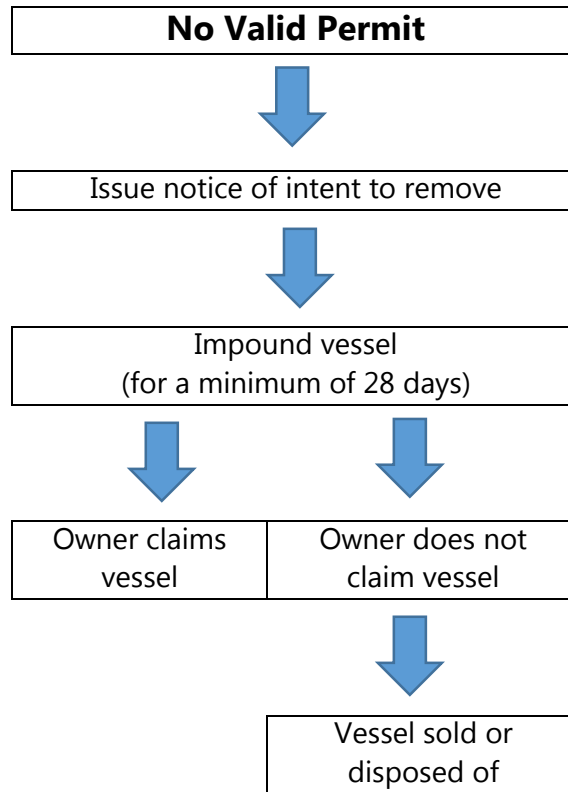 No Valid Permit
Issue notice of intent to remove
Impound vessel
(for a minimum of 28 days)
Owner claims
vessel
Owner does not
claim vessel
Vessel sold or
disposed of